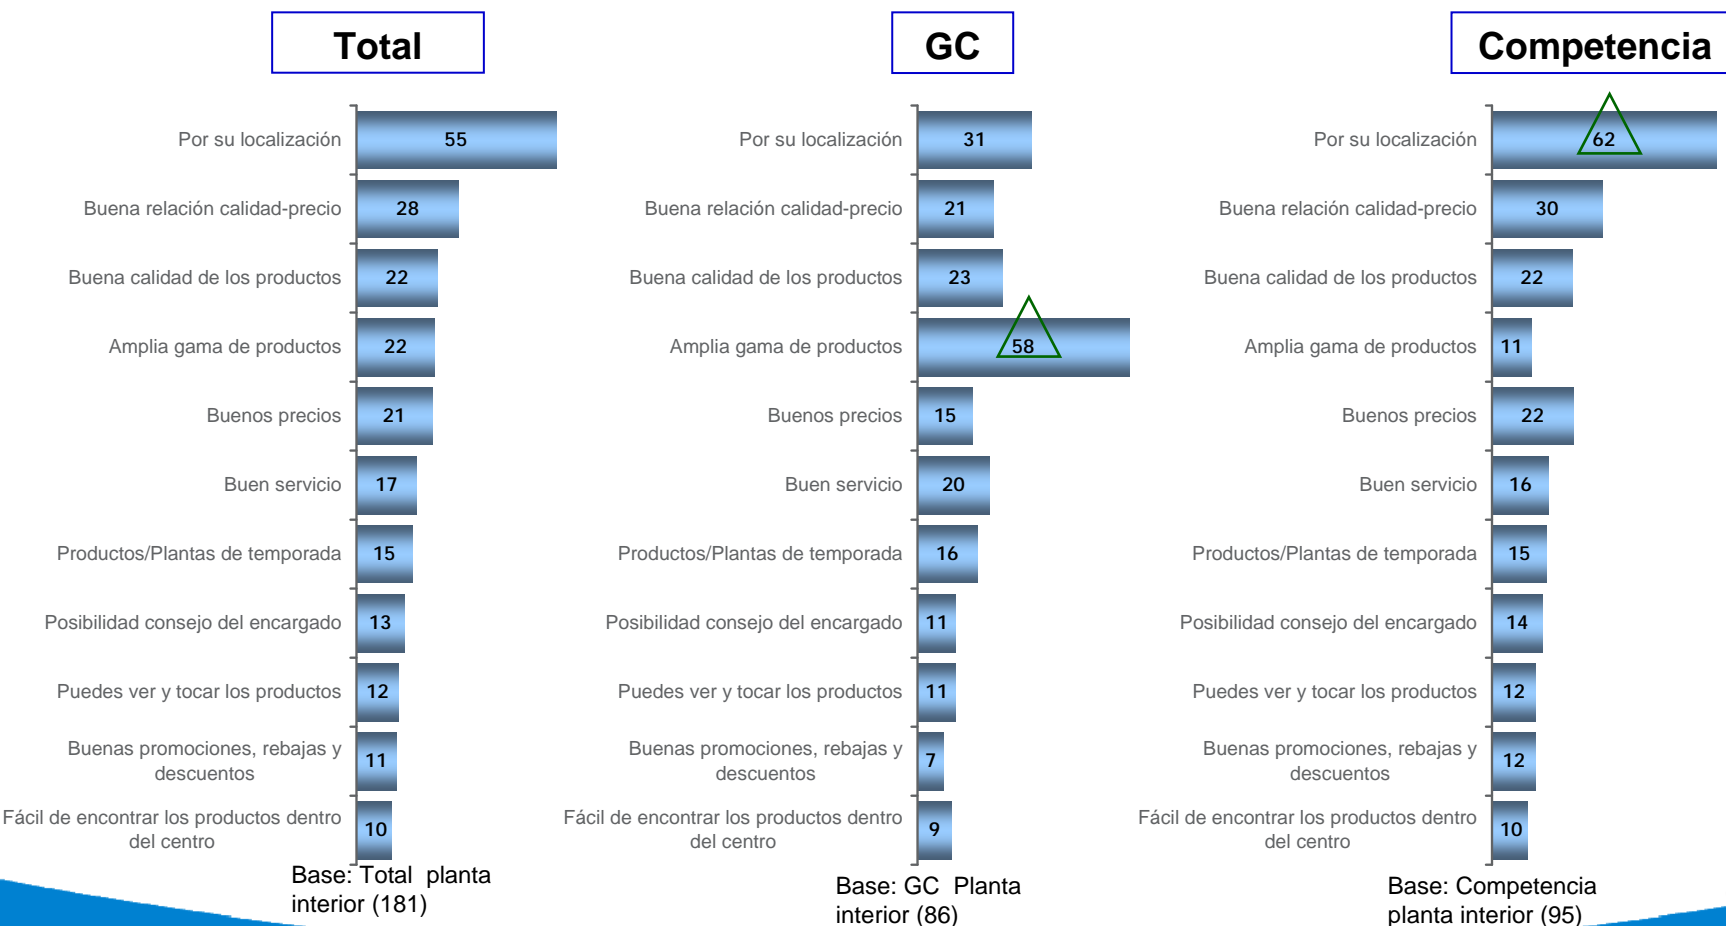 Total
Por su localización
55
Buena relación calidad-precio
28
Buena calidad de los productos
22
Amplia gama de productos
22
Buenos precios
21
Buen servicio
17
Productos/Plantas de temporada
15
Posibilidad consejo del encargado
13
Puedes ver y tocar los productos
12
Buenas promociones, rebajas y
descuentos
11
Fácil de encontrar los productos dentro
del centro
10
Base: Total planta
interior (181)
GC
Por su localización
31
Buena relación calidad-precio
21
Buena calidad de los productos
23
Amplia gama de productos
58
Buenos precios
15
Buen servicio
20
Productos/Plantas de temporada
16
Posibilidad consejo del encargado
11
Puedes ver y tocar los productos
11
Buenas promociones, rebajas y
descuentos
7
Fácil de encontrar los productos dentro
del centro
9
Base: GC Planta
interior (86)
Competencia
Por su localización
62
Buena relación calidad-precio
30
Buena calidad de los productos
22
Amplia gama de productos
11
Buenos precios
22
Buen servicio
16
Productos/Plantas de temporada
15
Posibilidad consejo del encargado
14
Puedes ver y tocar los productos
12
Buenas promociones, rebajas y
descuentos
12
Fácil de encontrar los productos dentro
del centro
10
Base: Competencia
planta interior (95)